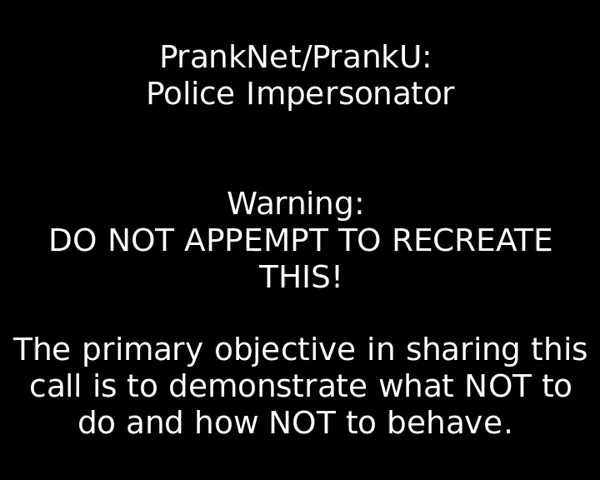 PrankNet/PrankU:
Police Impersonator
Warning:
DO NOT APPEMPT TO RECREATE
THIS!
The primary objective in sharing this
call is to demonstrate what NOT to
do and how NOT to behave.